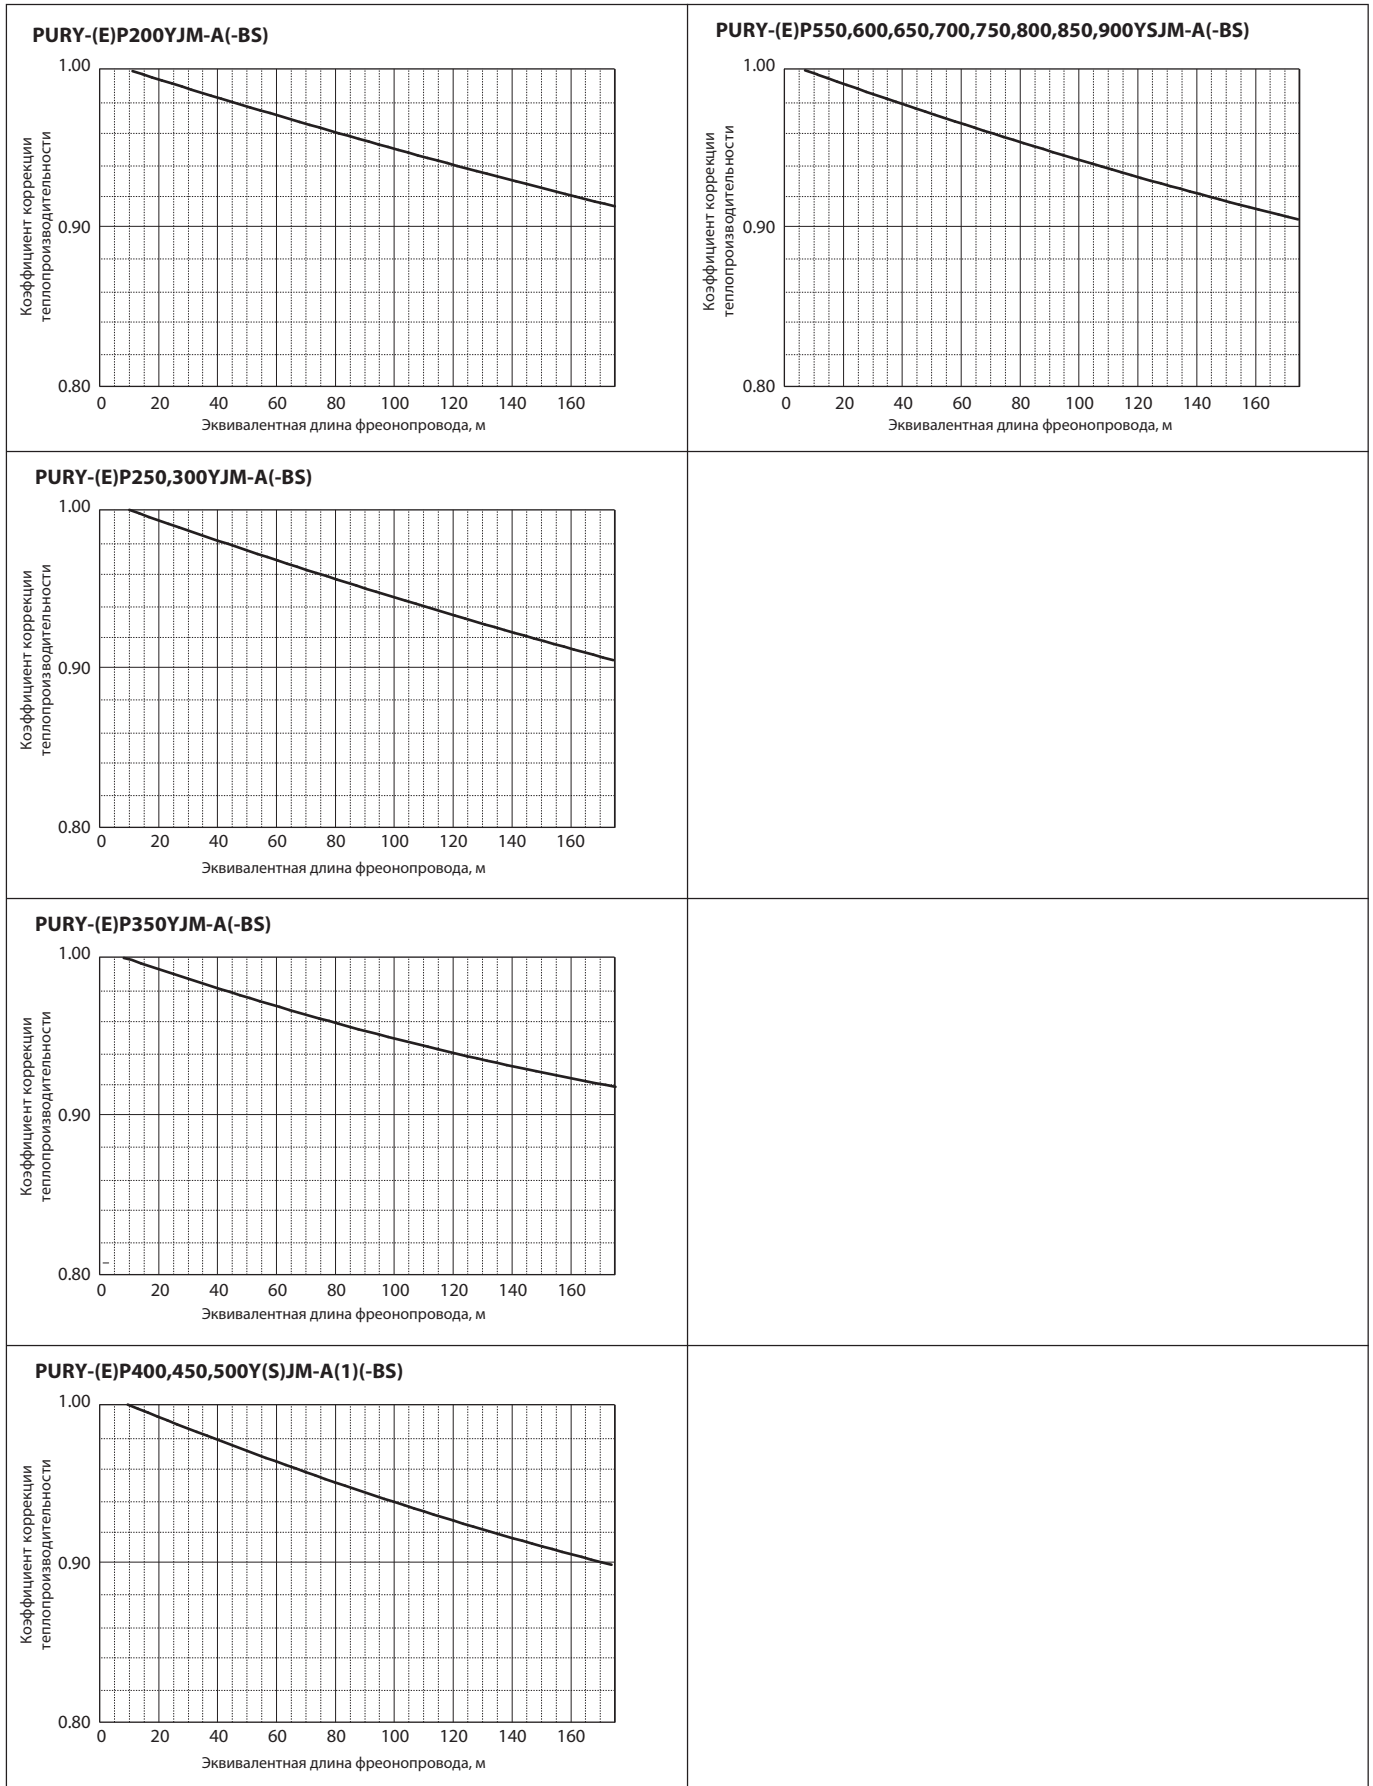 PURY-(E)P200YJM-A(-BS)
1.00
0.90
0.80
Коэффициент коррекции
теплопроизводительности
0 20 40 60 80 100 120 140 160
Эквивалентная длина фреонопровода, м
PURY-(E)P550,600,650,700,750,800,850,900YSJM-A(-BS)
1.00
0.90
0.80
Коэффициент коррекции
теплопроизводительности
0 20 40 60 80 100 120 140 160
Эквивалентная длина фреонопровода, м
PURY-(E)P250,300YJM-A(-BS)
1.00
0.90
0.80
Коэффициент коррекции
теплопроизводительности
0 20 40 60 80 100 120 140 160
Эквивалентная длина фреонопровода, м
PURY-(E)P350YJM-A(-BS)
1.00
0.90
0.80
Коэффициент коррекции
теплопроизводительности
0 20 40 60 80 100 120 140 160
Эквивалентная длина фреонопровода, м
PURY-(E)P400,450,500Y(S)JM-A(1)(-BS)
1.00
0.90
0.80
Коэффициент коррекции
теплопроизводительности
0 20 40 60 80 100 120 140 160
Эквивалентная длина фреонопровода, м